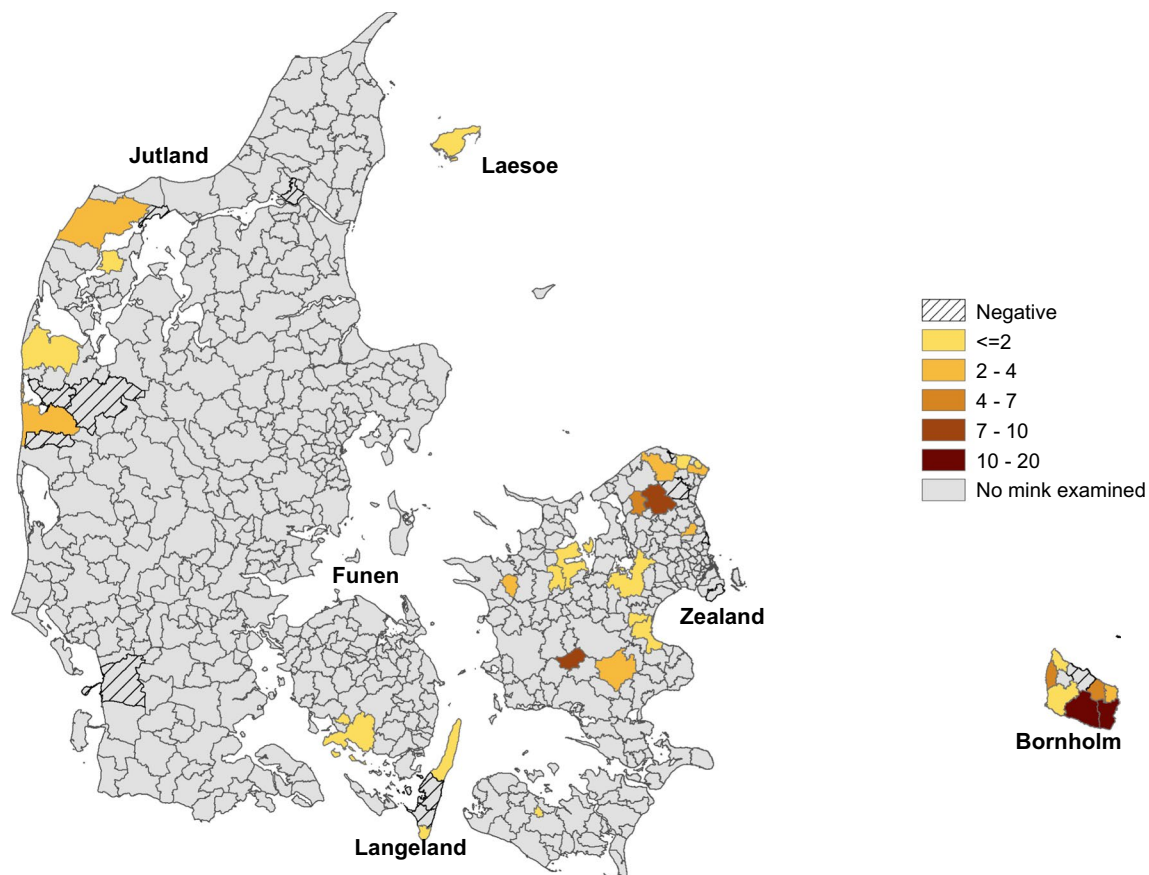 Jutland
Laesoe
Negative
<=2
2 - 4
4 - 7
7 - 10
10 - 20
No mink examined
Funen
Zealand
Bornholm
Langeland